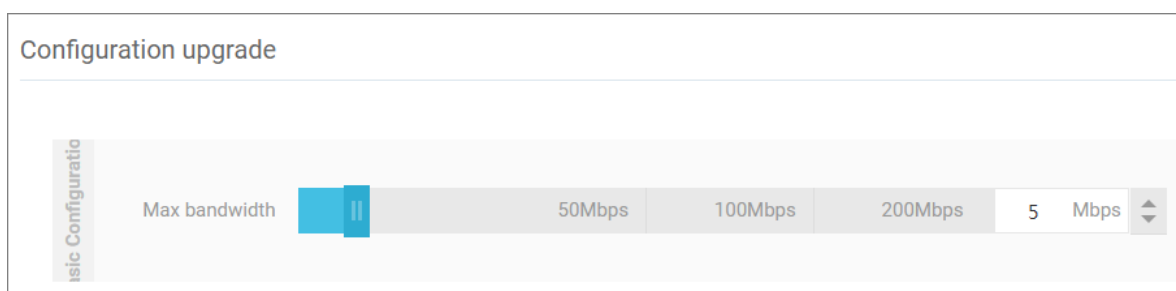 Configuration upgrade
asic Configuratio
Max bandwidth 50Mbps 100Mbps 200Mbps 5 Mbps